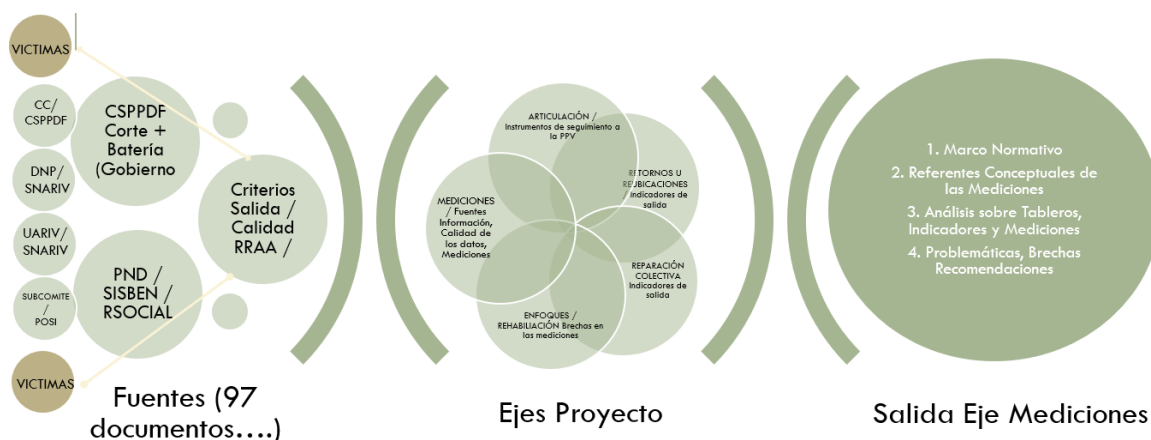 VICTIMAS
CC/
CSPPDF
DNP/
SNARIV
UARIV/
SNARIV
SUBCOMITE
/
POSI
VICTIMAS
CSPPDF
Corte +
Batería
(Gobierno
PND /
SISBEN /
RSOCIAL
Criterios
Salida /
Calidad
RRAA /
Fuentes (97
documentos....)
ARTICULACIÓN /
Instrumentos de seguimiento a
la PPV
RETORNOS U
REUBICACIONES
/ Indicadores de
salida
MEDICIONES
/ Fuentes
Información,
Calidad de
los datos,
Mediciones
REPARACIÓN
COLECTIVA
Indicadores de
salida
ENFOQUES /
REHABILIACIÓN Brechas en
las mediciones
Ejes Proyecto
1. Marco Normativo
2. Referentes Conceptuales de
las Mediciones
3. Análisis sobre Tableros,
Indicadores y Mediciones
4. Problemáticas, Brechas
Recomendaciones
Salida Eje Mediciones